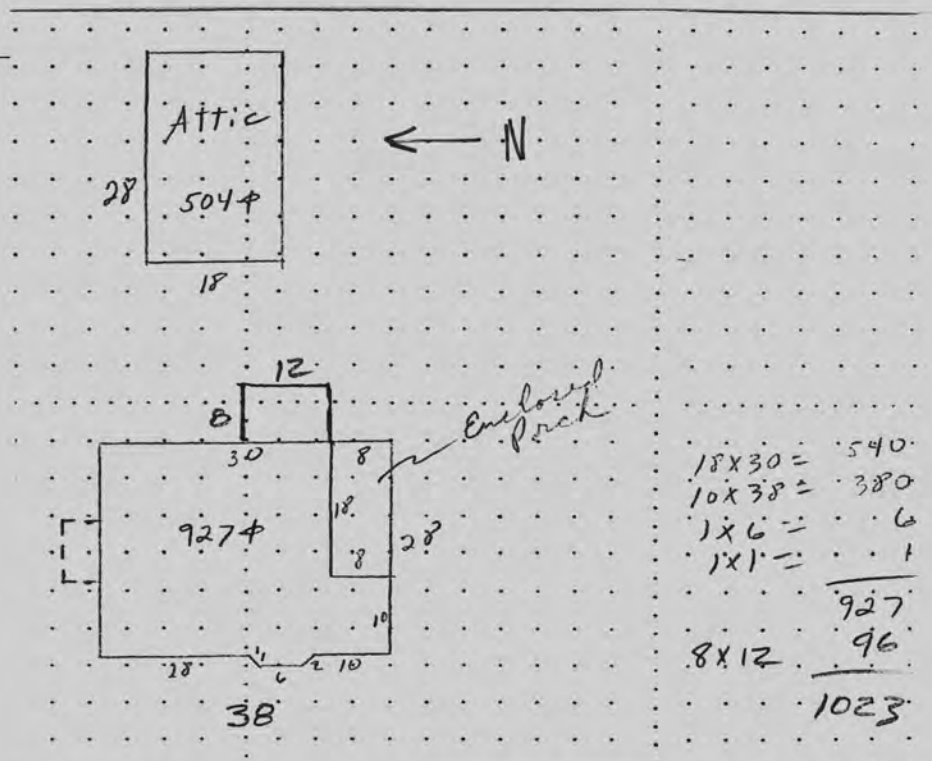 Attic
N
28
504⌀
18
12
8
Enclosed
Porch
30
8
18
927⌀
28
8
10
28
6
2
10
38
18X30 = 540
10X38 = 380
1X6 = 6
1X1 = 1
927
8X12 96
1023